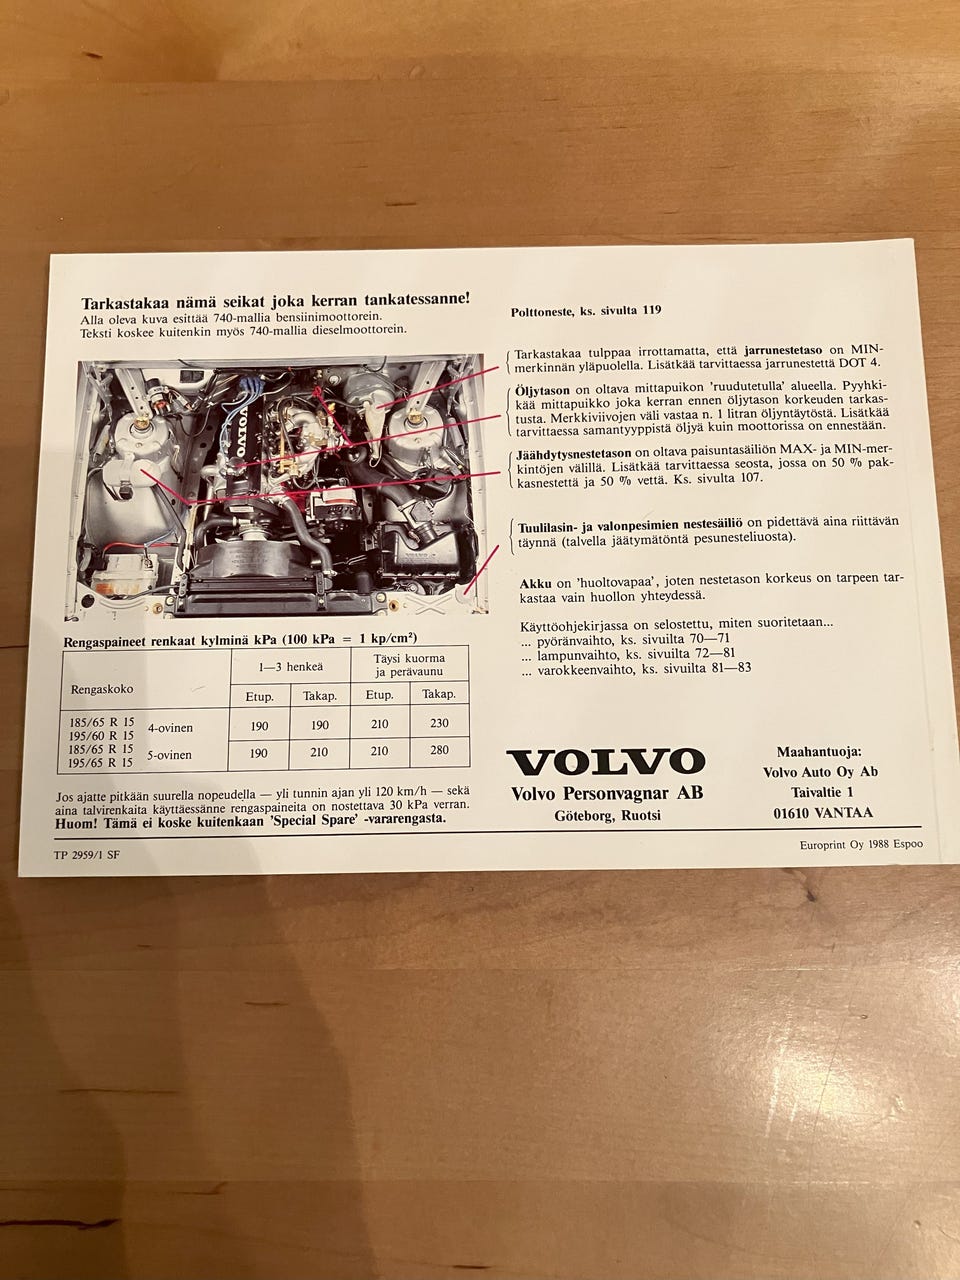 Tarkastakaa nämä seikat joka kerran tankatessanne!
Alla oleva kuva esittää 740-mallia bensiinimoottorein.
Teksti koskee kuitenkin myös 740-mallia dieselmoottorein.
VOLVO
Rengaspaineet renkaat kylminä kPa (100 kPa = 1 kp/cm²)
Rengaskoko
1—3 henkeä
Täysi kuorma
ja perävaunu
Etup. Takap. Etup. Takap.
185/65 R 15
195/60 R 15
4-ovinen 190 190 210 230
185/65 R 15
195/65 R 15
5-ovinen 190 210 210 280
Jos ajatte pitkään suurella nopeudella — yli tunnin ajan yli 120 km/h — sekä
aina talvirenkaita käyttäessänne rengaspaineita on nostettava 30 kPa verran.
Huom! Tämä ei koske kuitenkaan 'Special Spare' -vararengasta.
TP 2959/1 SF
Polttoneste, ks. sivulta 119
Tarkastakaa tulppaa irrottamatta, että jarrunestetaso on MIN-
merkinnän yläpuolella. Lisätkää tarvittaessa jarrunestettä DOT 4.
Öljytason on oltava mittapuikon 'ruudutetulla' alueella. Pyyhki-
kää mittapuikko joka kerran ennen öljytason korkeuden tarkas-
tusta. Merkkiviivojen väli vastaa n. 1 litran öljyntäytöstä. Lisätkää
tarvittaessa samantyyppistä öljyä kuin moottorissa on ennestään.
Jäähdytysnestetason on oltava paisuntasäiliön MAX- ja MIN-mer-
kintöjen välillä. Lisätkää tarvittaessa seosta, jossa on 50 % pak-
kasnestettä ja 50 % vettä. Ks. sivulta 107.
Tuulilasin- ja valonpesimien nestesäiliö on pidettävä aina riittävän
täynnä (talvella jäätymätöntä pesunesteliuosta).
Akku on 'huoltovapaa', joten nestetason korkeus on tarpeen tar-
kastaa vain huollon yhteydessä.
Käyttöohjekirjassa on selostettu, miten suoritetaan...
... pyöränvaihto, ks. sivuilta 70—71
... lampunvaihto, ks. sivuilta 72—81
... varokkeenvaihto, ks. sivuilta 81—83
VOLVO
Volvo Personvagnar AB
Göteborg, Ruotsi
Maahantuoja:
Volvo Auto Oy Ab
Taivaltie 1
01610 VANTAA
Europrint Oy 1988 Espoo